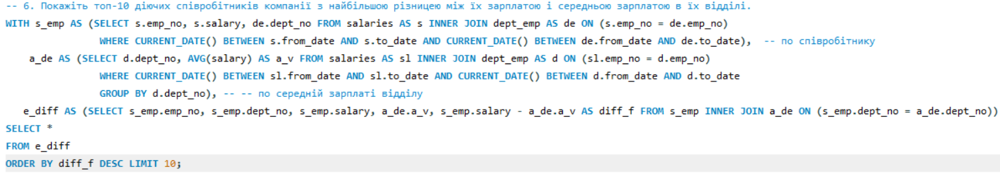 -- 6. Покажіть топ-10 діючих співробітників компанії з найбільшою різницею між їх зарплатою і середньою зарплатою в їх відділі.
WITH s_emp AS (SELECT s.emp_no, s.salary, de.dept_no FROM salaries AS s INNER JOIN dept_emp AS de ON (s.emp_no = de.emp_no)
WHERE CURRENT_DATE() BETWEEN s.from_date AND s.to_date AND CURRENT_DATE() BETWEEN de.from_date AND de.to_date), -- по співробітнику
a_de AS (SELECT d.dept_no, AVG(salary) AS a_v FROM salaries AS sl INNER JOIN dept_emp AS d ON (sl.emp_no = d.emp_no)
WHERE CURRENT_DATE() BETWEEN sl.from_date AND sl.to_date AND CURRENT_DATE() BETWEEN d.from_date AND d.to_date
GROUP BY d.dept_no), -- -- по середній зарплаті відділу
e_diff AS (SELECT s_emp.emp_no, s_emp.dept_no, s_emp.salary, a_de.a_v, s_emp.salary - a_de.a_v AS diff_f FROM s_emp INNER JOIN a_de ON (s_emp.dept_no = a_de.dept_no))
SELECT *
FROM e_diff
ORDER BY diff_f DESC LIMIT 10;